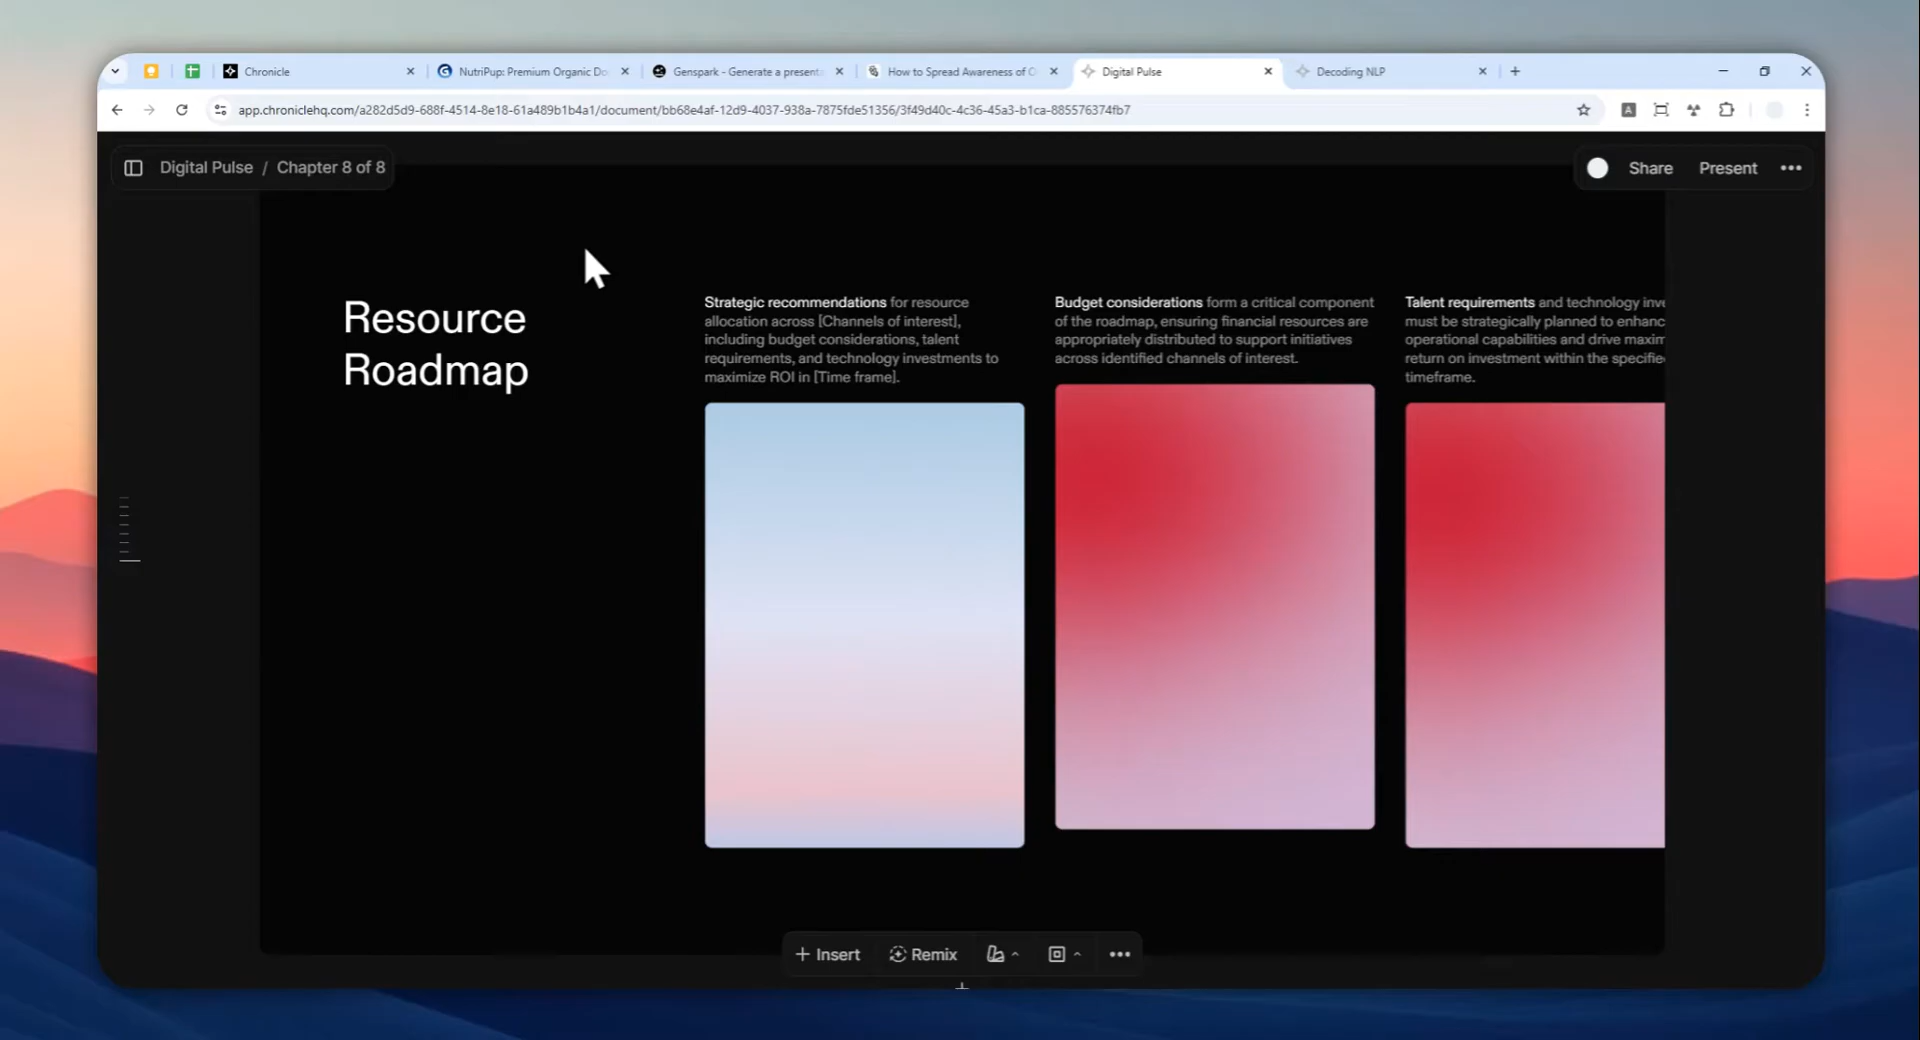 Chronicle
NutriPup: Premium Organic Do
Genspark - Generate a present
How to Spread Awareness of O
Digital Pulse
Decoding NLP
app.chroniclehq.com/a282d5d9-688f-4514-8e18-61a489b1b4a1/document/bb68e4af-12d9-4037-938a-7875fde51356/3f49d40c-4c36-45a3-b1ca-885576374fb7
A
Digital Pulse / Chapter 8 of 8
Share
Present
Resource
Roadmap
Strategic recommendations for resource
allocation across [Channels of interest],
including budget considerations, talent
requirements, and technology investments to
maximize ROI in [Time frame].
Budget considerations form a critical component
of the roadmap, ensuring financial resources are
appropriately distributed to support initiatives
across identified channels of interest.
Talent requirements and technology inve
must be strategically planned to enhanc
operational capabilities and drive maxim
return on investment within the specifie
timeframe.
+ Insert
Remix